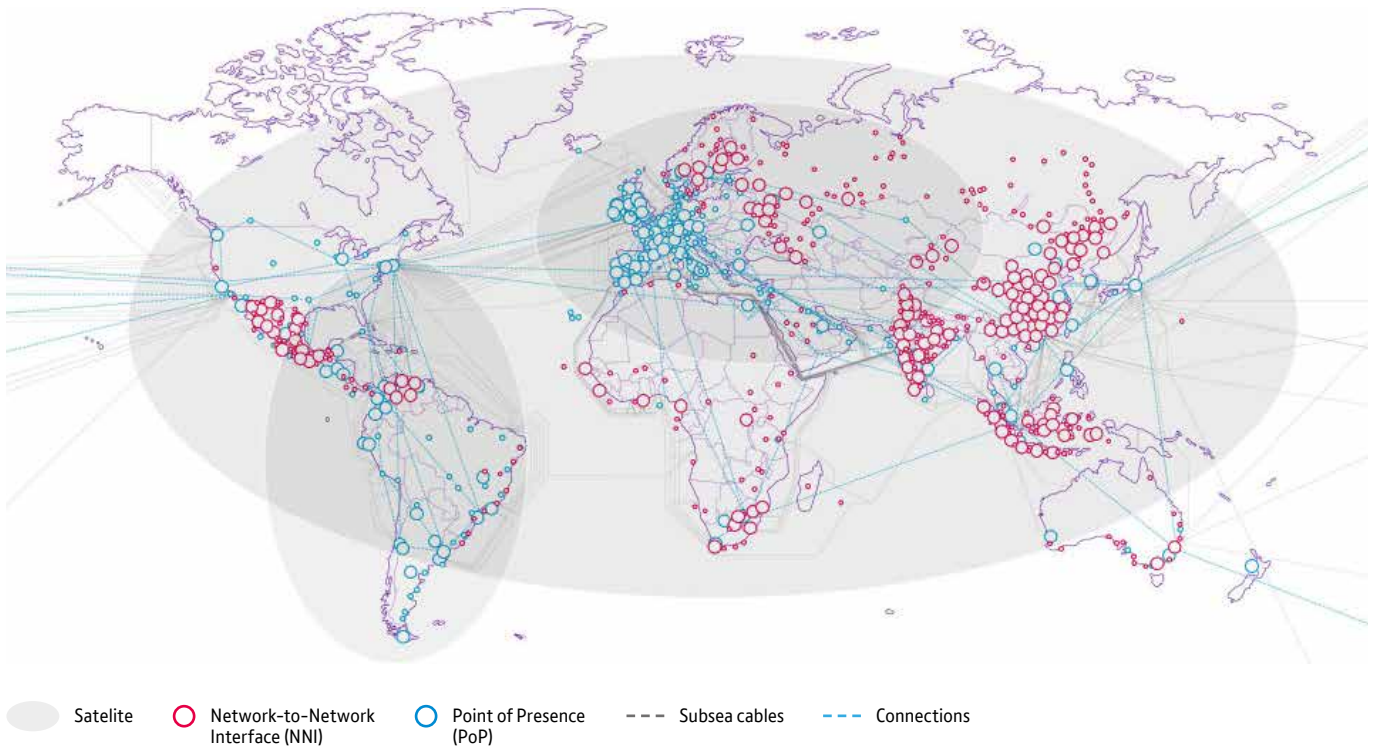 Satelite
Network-to-Network
Interface (NNI)
Point of Presence
(PoP)
Subsea cables
Connections